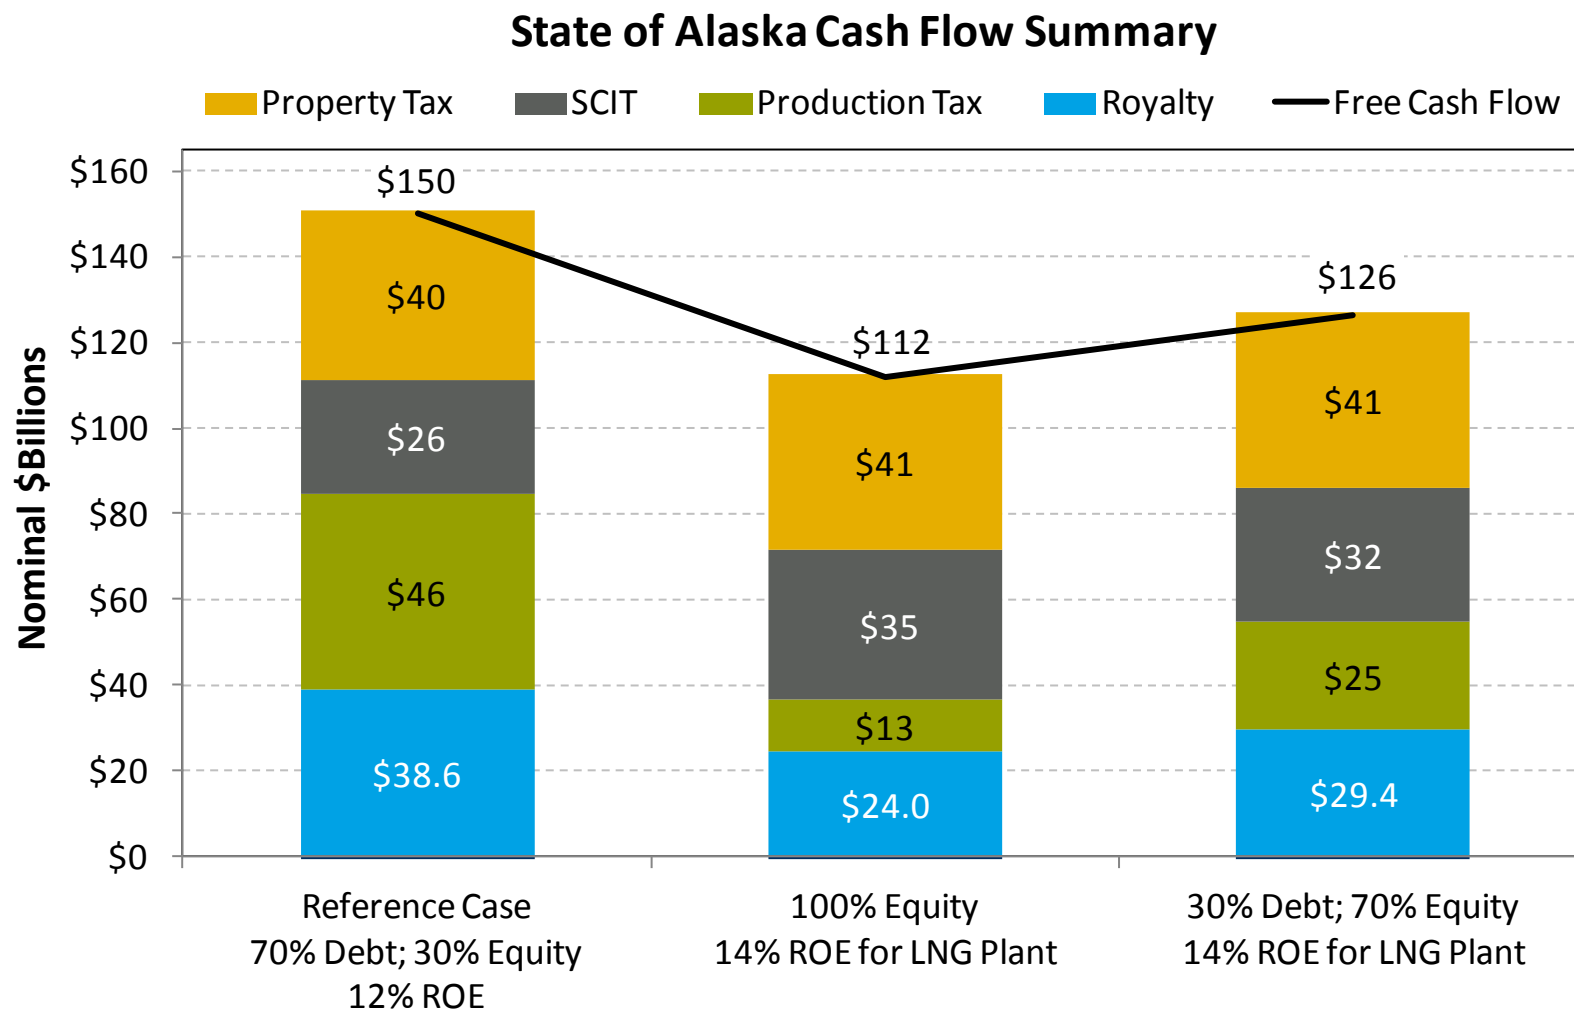 State of Alaska Cash Flow Summary
Property Tax SCIT Production Tax Royalty Free Cash Flow
Nominal $Billions
$160
$140
$120
$100
$80
$60
$40
$20
$0
$150
$40
$26
$46
$38.6
$112
$41
$35
$13
$24.0
$126
$41
$32
$25
$29.4
Reference Case
70% Debt; 30% Equity
12% ROE
100% Equity
14% ROE for LNG Plant
30% Debt; 70% Equity
14% ROE for LNG Plant